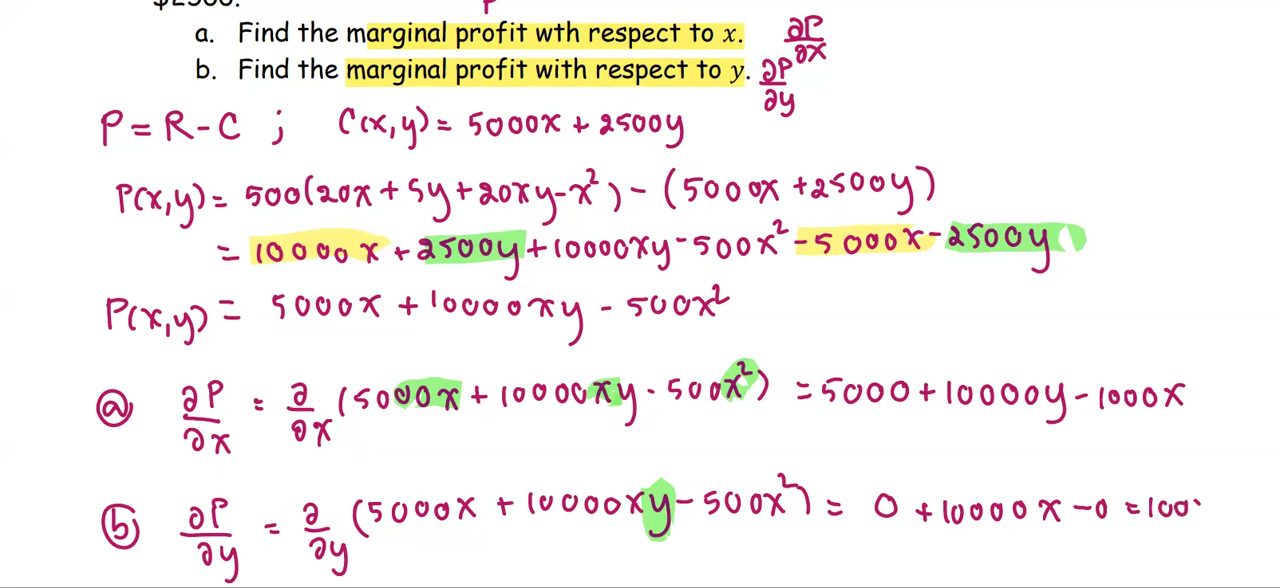 $2500.
a. Find the marginal profit wth respect to x. ∂P/∂x
b. Find the marginal profit with respect to y. ∂P/∂y
P = R - C ; C(x,y) = 5000x + 2500y
P(x,y) = 500(20x + 5y + 20xy - x²) - (5000x + 2500y)
= 10000x + 2500y + 10000xy - 500x² - 5000x - 2500y
P(x,y) = 5000x + 10000xy - 500x²
ⓐ ∂P/∂x = ∂/∂x (5000x + 10000xy - 500x²) = 5000 + 10000y - 1000x
ⓑ ∂P/∂y = ∂/∂y (5000x + 10000xy - 500x²) = 0 + 10000x - 0 = 100